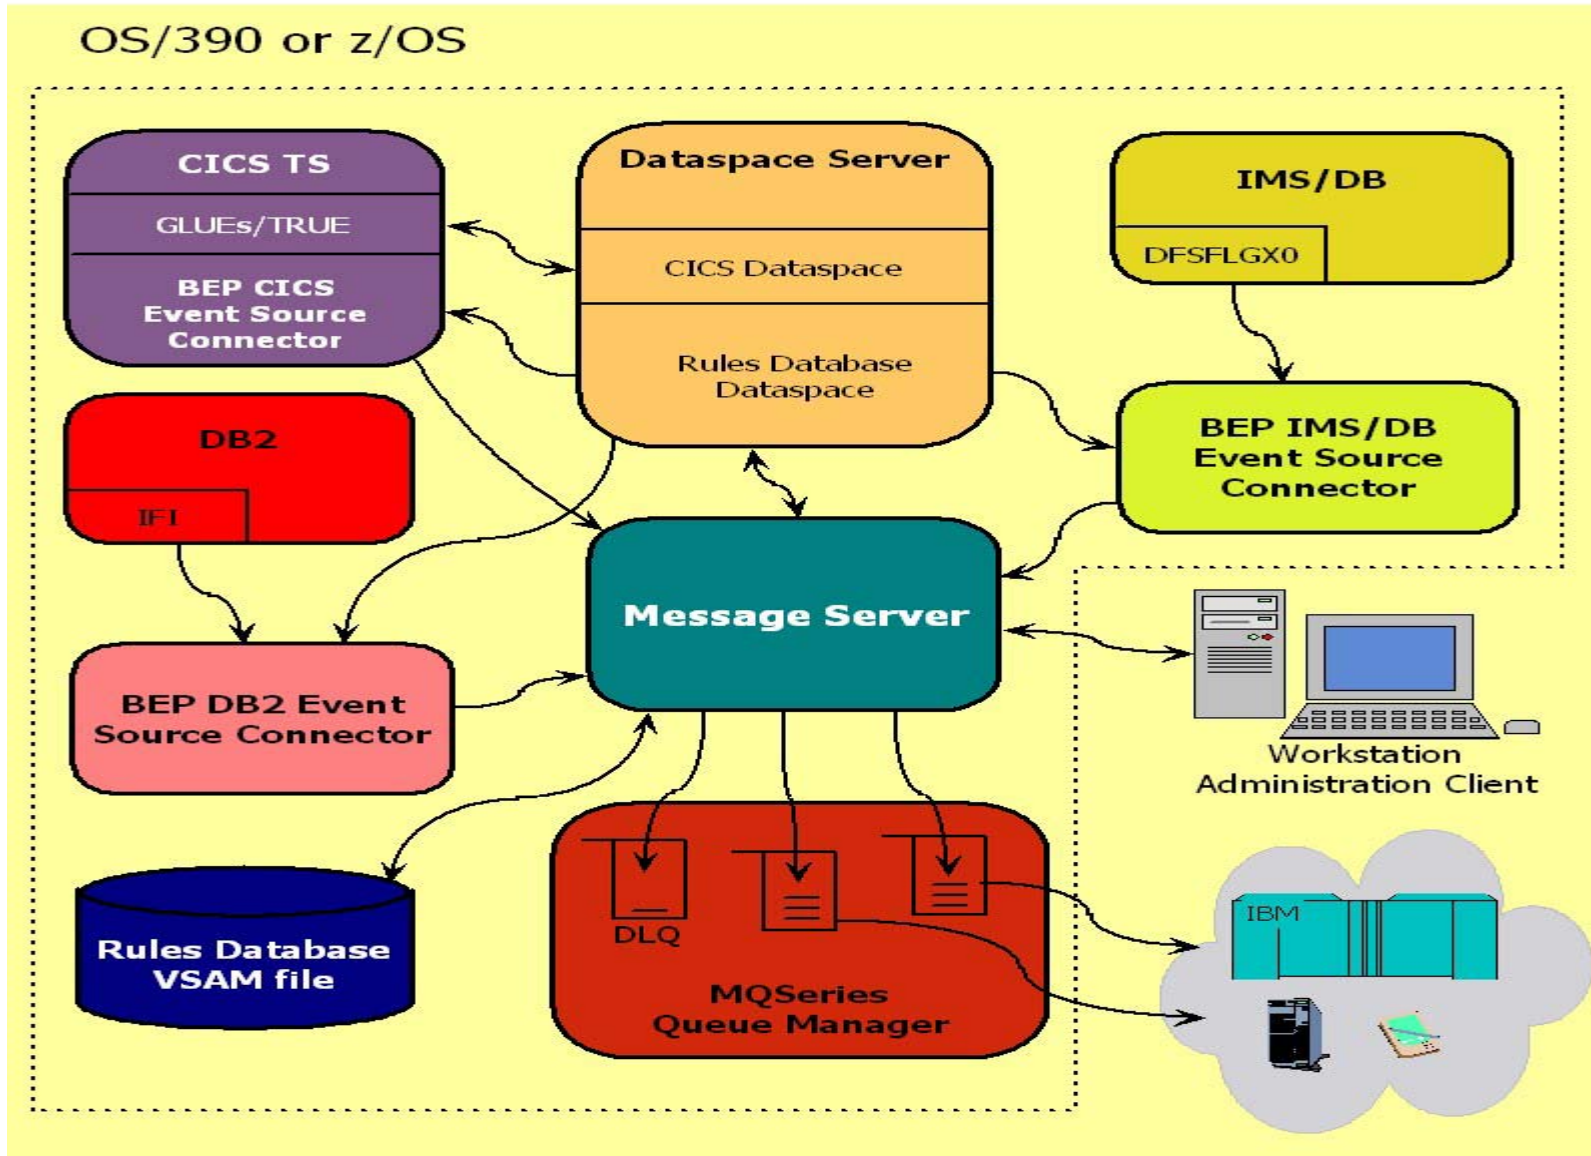 OS/390 or z/OS
CICS TS
GLUEs/TRUE
BEP CICS
Event Source
Connector
Dataspace Server
CICS Dataspace
Rules Database
Dataspace
IMS/DB
DFSFLGX0
DB2
IFI
BEP IMS/DB
Event Source
Connector
Message Server
BEP DB2 Event
Source Connector
Workstation
Administration Client
Rules Database
VSAM file
DLQ
MQSeries
Queue Manager
IBM